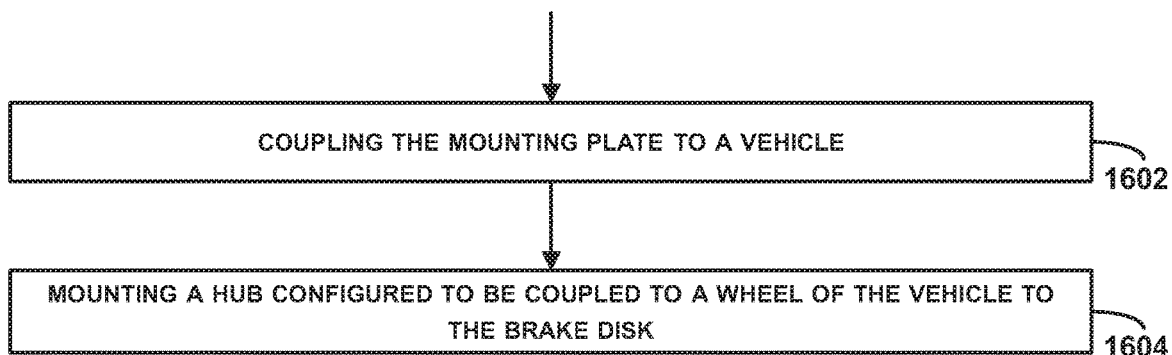 COUPLING THE MOUNTING PLATE TO A VEHICLE
1602
MOUNTING A HUB CONFIGURED TO BE COUPLED TO A WHEEL OF THE VEHICLE TO
THE BRAKE DISK
1604